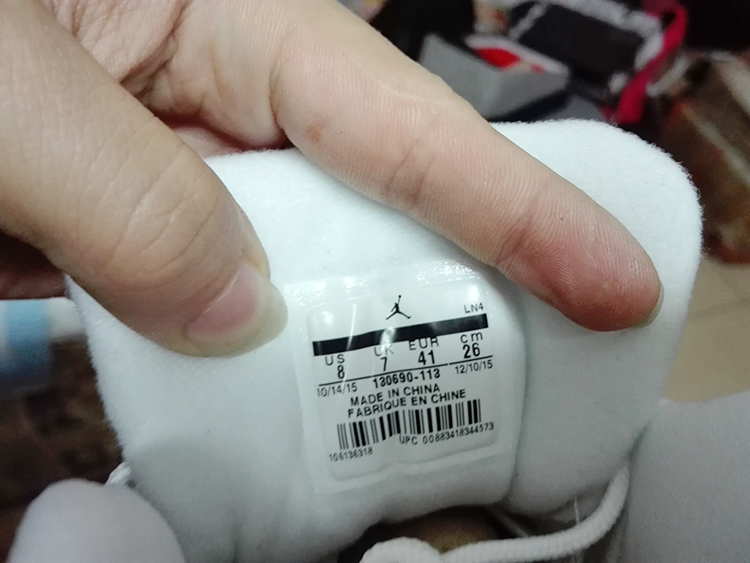 LN4
US UK EUR cm
8 7 41 26
10/14/15 130690-113 12/10/15
MADE IN CHINA
FABRIQUE EN CHINE
106136318 UPC 00883418344573